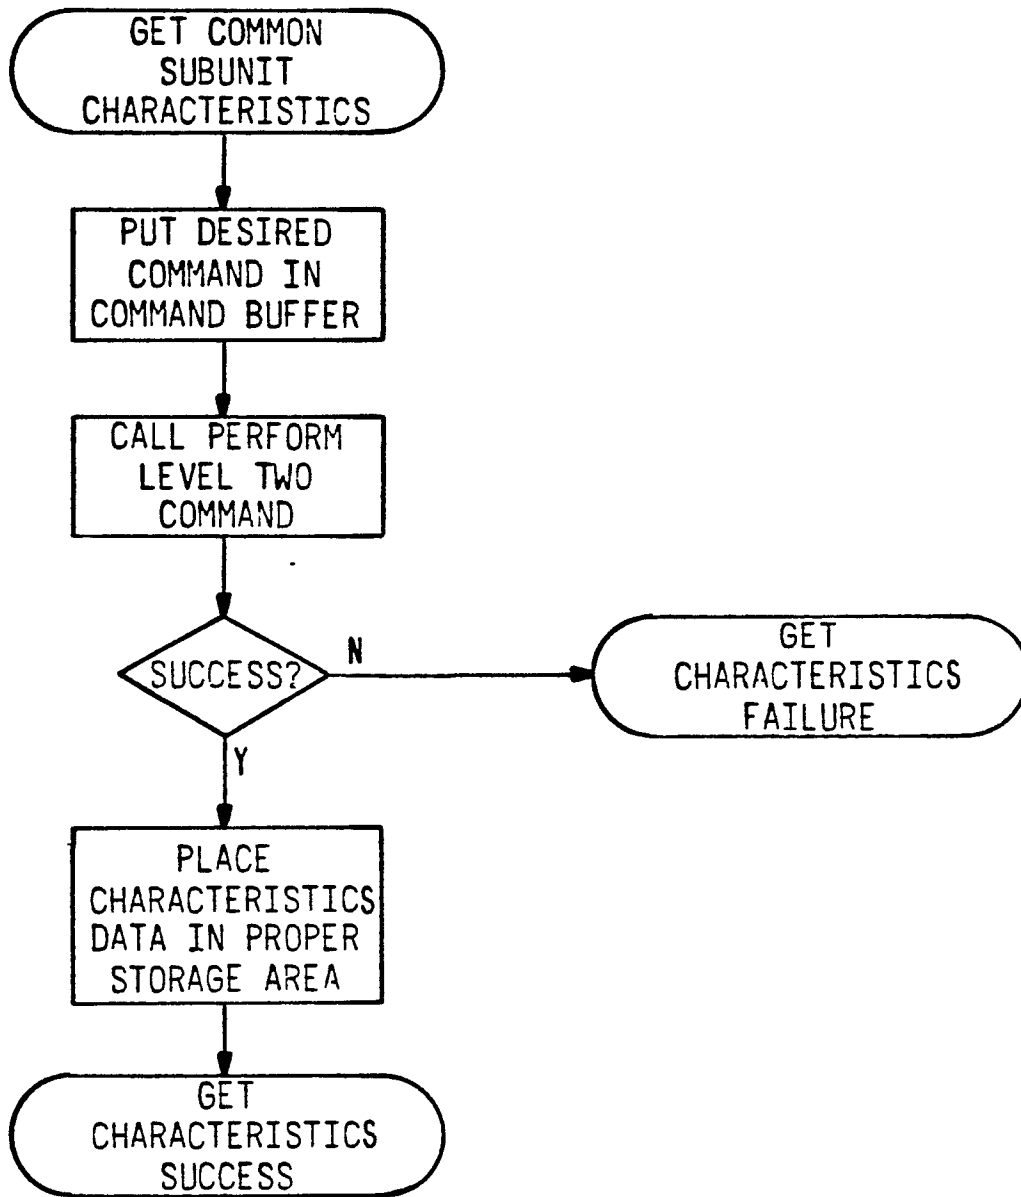 GET COMMON
SUBUNIT
CHARACTERISTICS
PUT DESIRED
COMMAND IN
COMMAND BUFFER
CALL PERFORM
LEVEL TWO
COMMAND
SUCCESS?
N
GET
CHARACTERISTICS
FAILURE
Y
PLACE
CHARACTERISTICS
DATA IN PROPER
STORAGE AREA
GET
CHARACTERISTICS
SUCCESS